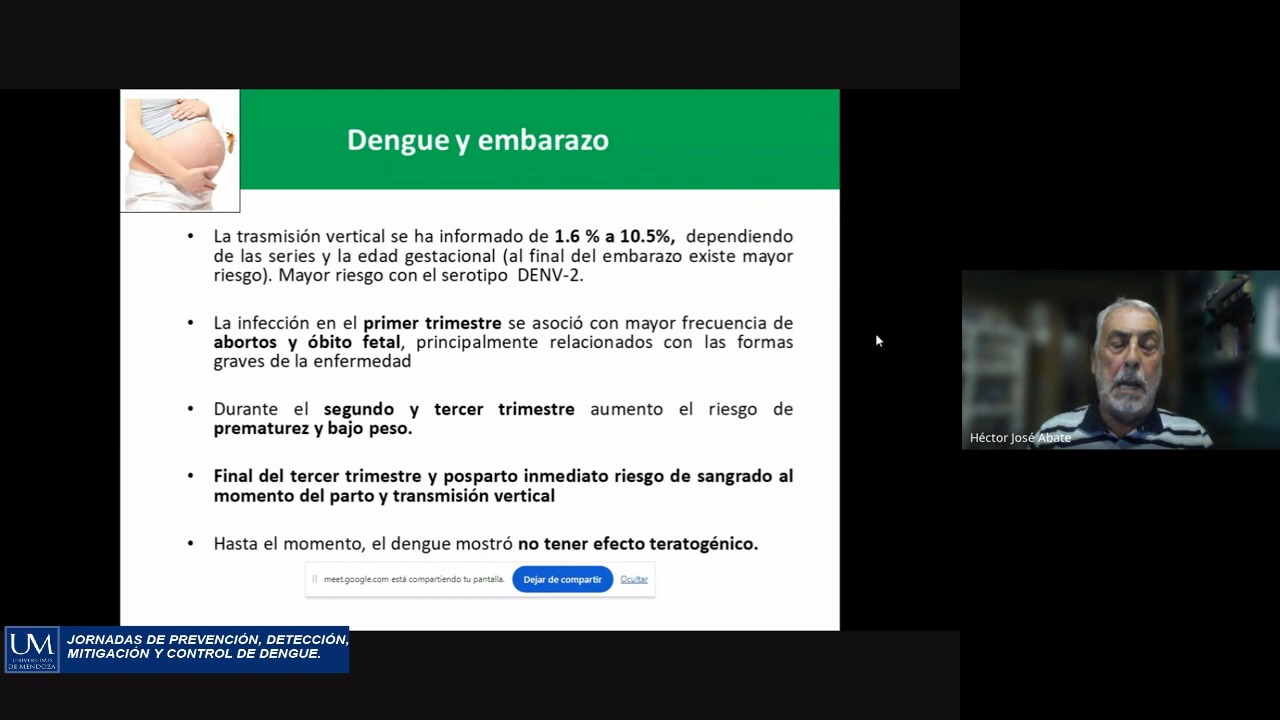 Dengue y embarazo
• La trasmisión vertical se ha informado de 1.6 % a 10.5%, dependiendo
de las series y la edad gestacional (al final del embarazo existe mayor
riesgo). Mayor riesgo con el serotipo DENV-2.
• La infección en el primer trimestre se asoció con mayor frecuencia de
abortos y óbito fetal, principalmente relacionados con las formas
graves de la enfermedad
• Durante el segundo y tercer trimestre aumento el riesgo de
prematurez y bajo peso.
• Final del tercer trimestre y posparto inmediato riesgo de sangrado al
momento del parto y transmisión vertical
• Hasta el momento, el dengue mostró no tener efecto teratogénico.
meet.google.com está compartiendo tu pantalla. Dejar de compartir Ocultar
Héctor José Abate
UM
UNIVERSIDAD
DE MENDOZA
JORNADAS DE PREVENCIÓN, DETECCIÓN,
MITIGACIÓN Y CONTROL DE DENGUE.